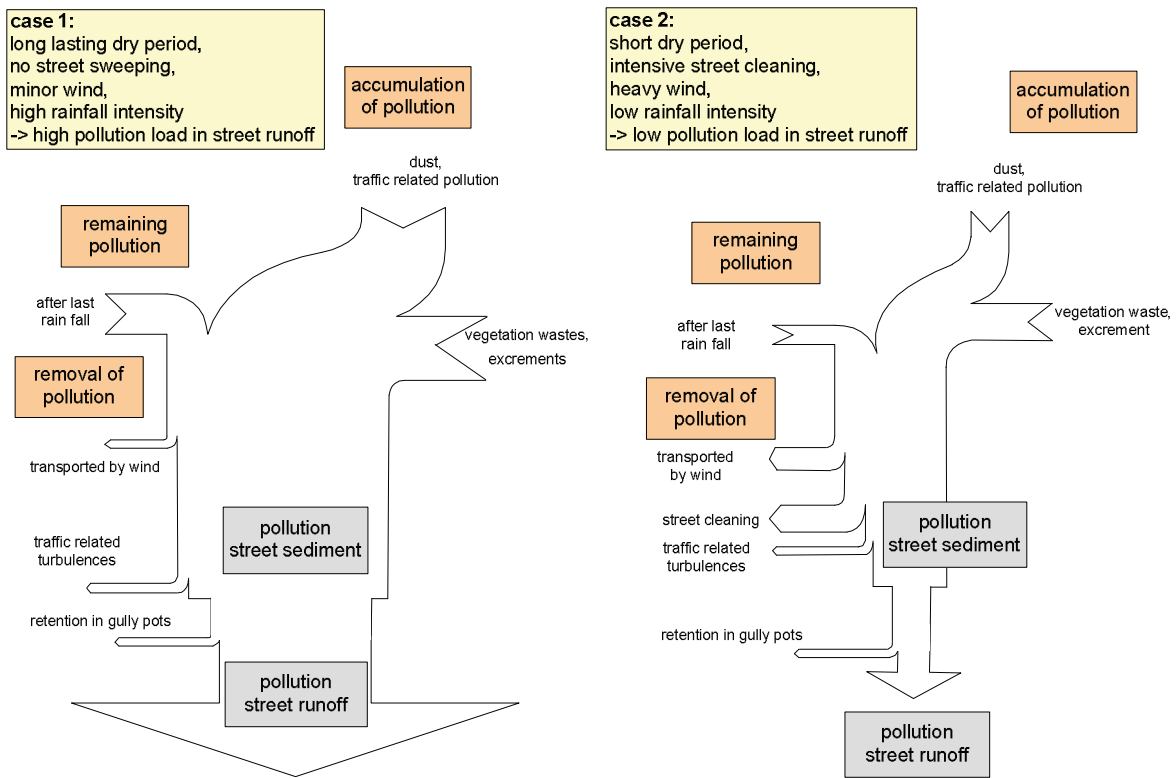 case 1:
long lasting dry period,
no street sweeping,
minor wind,
high rainfall intensity
-> high pollution load in street runoff
accumulation
of pollution
dust,
traffic related pollution
remaining
pollution
after last
rain fall
vegetation wastes,
excrements
removal of
pollution
transported by wind
pollution
street sediment
traffic related
turbulences
retention in gully pots
pollution
street runoff
case 2:
short dry period,
intensive street cleaning,
heavy wind,
low rainfall intensity
-> low pollution load in street runoff
accumulation
of pollution
dust,
traffic related pollution
remaining
pollution
after last
rain fall
vegetation waste,
excrement
removal of
pollution
transported
by wind
street cleaning
pollution
street sediment
traffic related
turbulences
retention in gully pots
pollution
street runoff